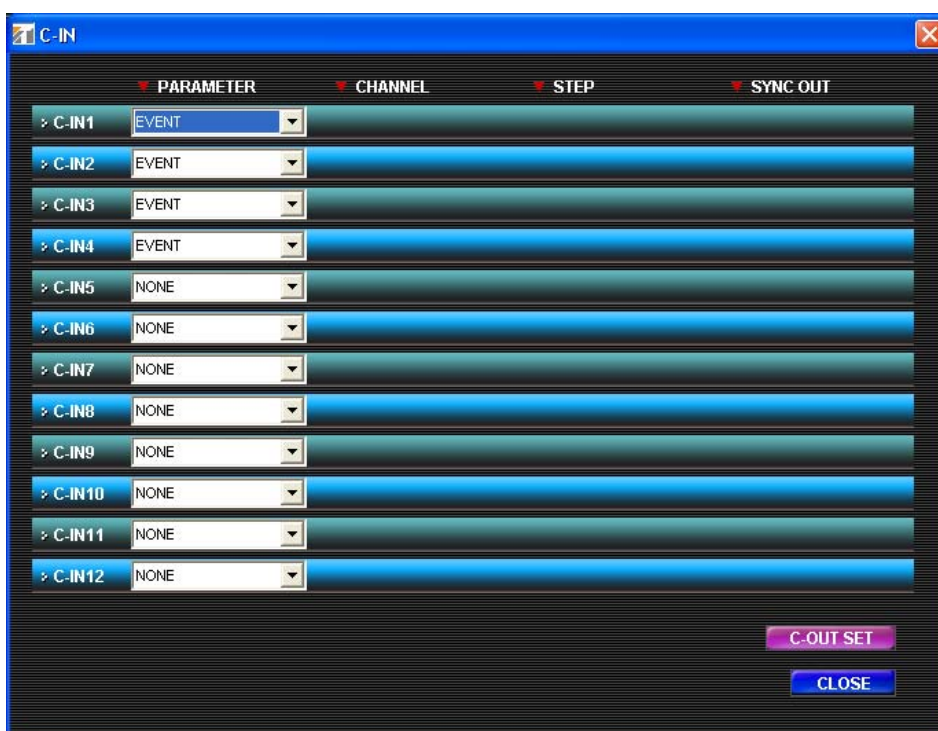 C-IN
PARAMETER CHANNEL STEP SYNC OUT
C-IN1 EVENT
C-IN2 EVENT
C-IN3 EVENT
C-IN4 EVENT
C-IN5 NONE
C-IN6 NONE
C-IN7 NONE
C-IN8 NONE
C-IN9 NONE
C-IN10 NONE
C-IN11 NONE
C-IN12 NONE
C-OUT SET
CLOSE